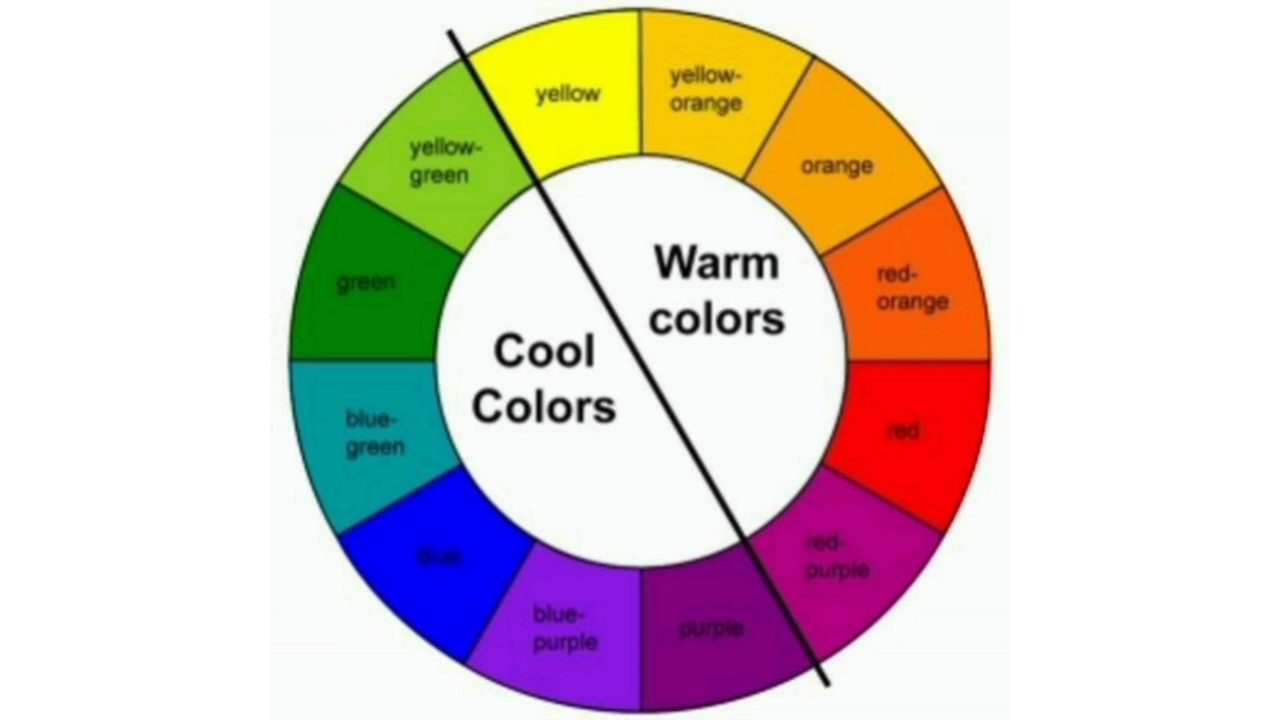 yellow
yellow-
orange
orange
red-
orange
red
red-
purple
purple
blue-
purple
blue
blue-
green
green
yellow-
green
Warm
colors
Cool
Colors